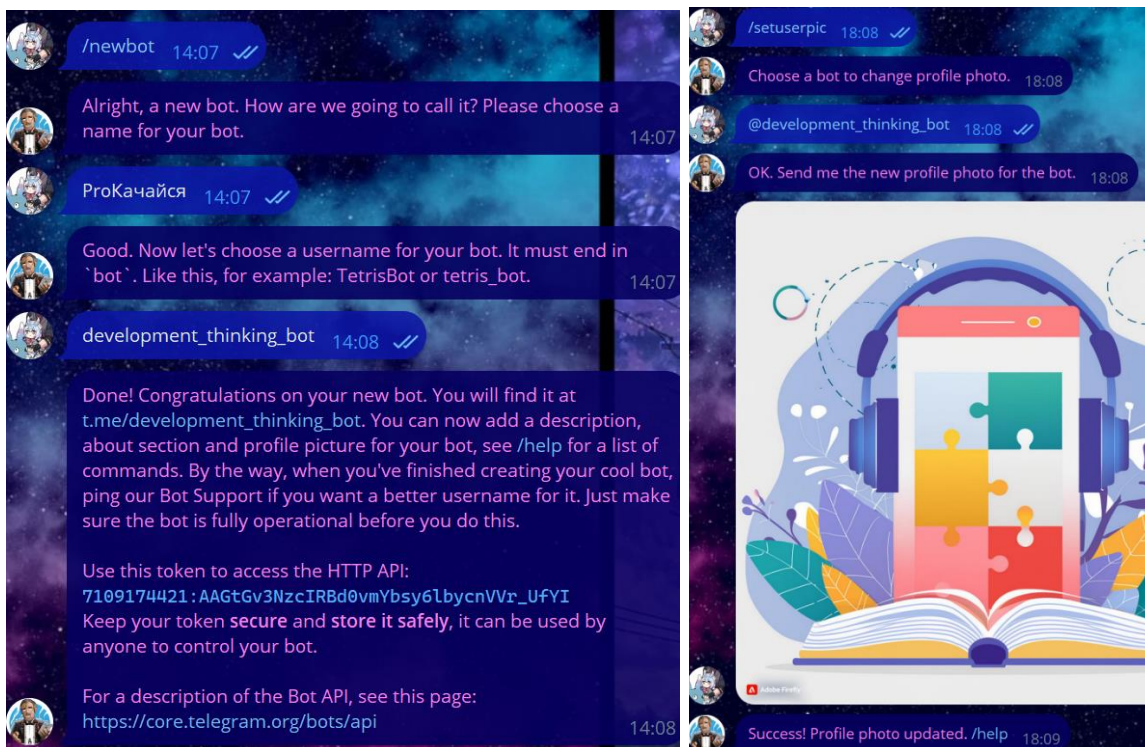 /newbot 14:07
Alright, a new bot. How are we going to call it? Please choose a
name for your bot.
14:07
ProКачайся 14:07
Good. Now let's choose a username for your bot. It must end in
`bot`. Like this, for example: TetrisBot or tetris_bot.
14:07
development_thinking_bot 14:08
Done! Congratulations on your new bot. You will find it at
t.me/development_thinking_bot. You can now add a description,
about section and profile picture for your bot, see /help for a list of
commands. By the way, when you've finished creating your cool bot,
ping our Bot Support if you want a better username for it. Just make
sure the bot is fully operational before you do this.
Use this token to access the HTTP API:
7109174421:AAGtGv3NzcIRBd0vmYbsy6lbycnVVr_UfYI
Keep your token secure and store it safely, it can be used by
anyone to control your bot.
For a description of the Bot API, see this page:
https://core.telegram.org/bots/api
14:08
/setuserpic 18:08
Choose a bot to change profile photo. 18:08
@development_thinking_bot 18:08
OK. Send me the new profile photo for the bot. 18:08
Adobe Firefly
Success! Profile photo updated. /help 18:09